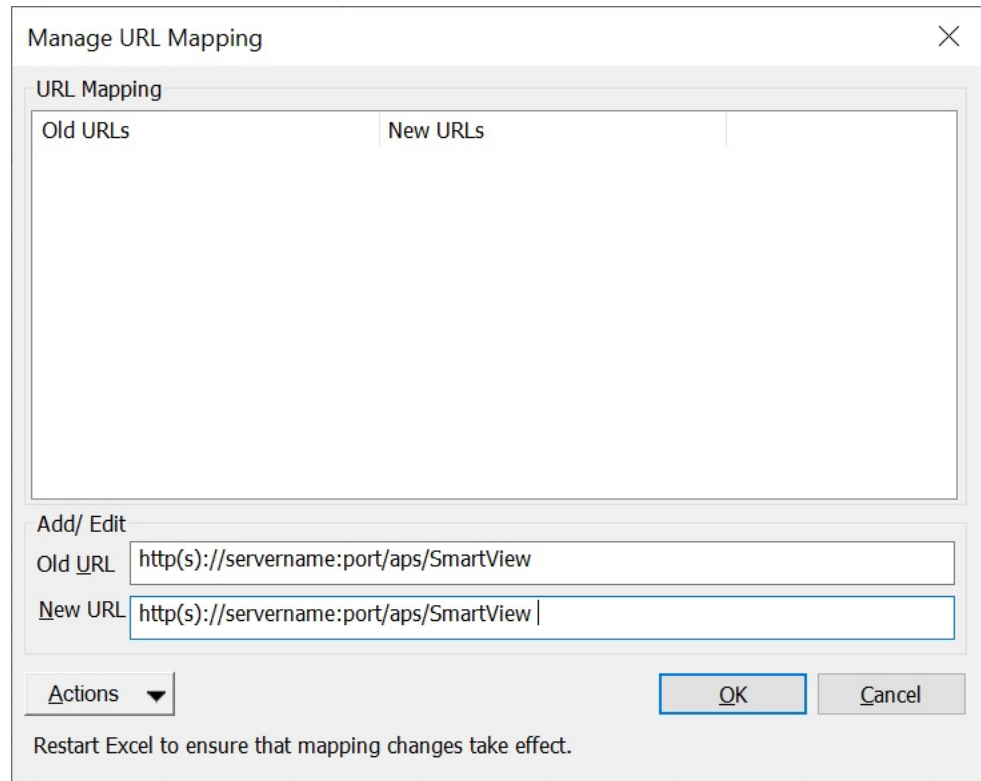 Manage URL Mapping
URL Mapping
Old URLs New URLs
Add/ Edit
Old URL http(s)://servername:port/aps/SmartView
New URL http(s)://servername:port/aps/SmartView
Actions OK Cancel
Restart Excel to ensure that mapping changes take effect.